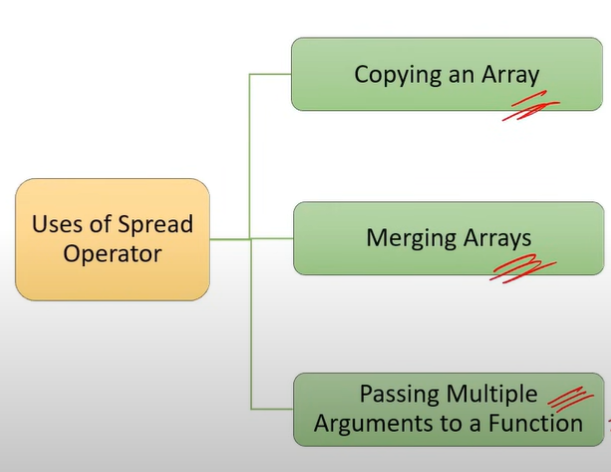 Uses of Spread
Operator
Copying an Array
Merging Arrays
Passing Multiple
Arguments to a Function